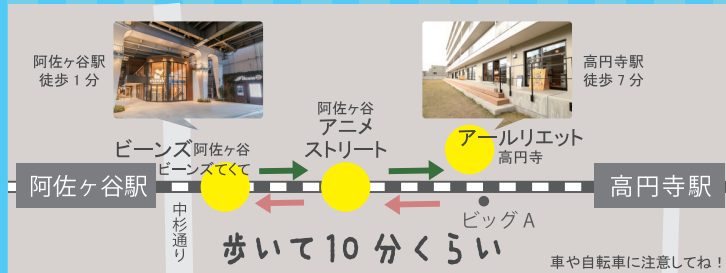 阿佐ヶ谷駅
徒歩1分
高円寺駅
徒歩7分
阿佐ヶ谷
アニメ
ストリート
ビーンズ阿佐ヶ谷
ビーンズてくて
アールリエット
高円寺
阿佐ヶ谷駅
高円寺駅
中杉通り
ビッグA
歩いて10分くらい
車や自転車に注意してね!